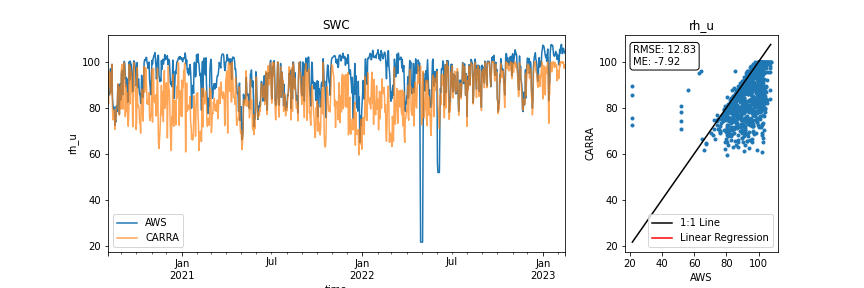 SWC
rh_u
100
80
60
40
20
rh_u
AWS
CARRA
Jan
2021
Jul
Jan
2022
Jul
Jan
2023
time
rh_u
RMSE: 12.83
ME: -7.92
100
80
60
40
20
CARRA
1:1 Line
Linear Regression
20
40
60
80
100
AWS